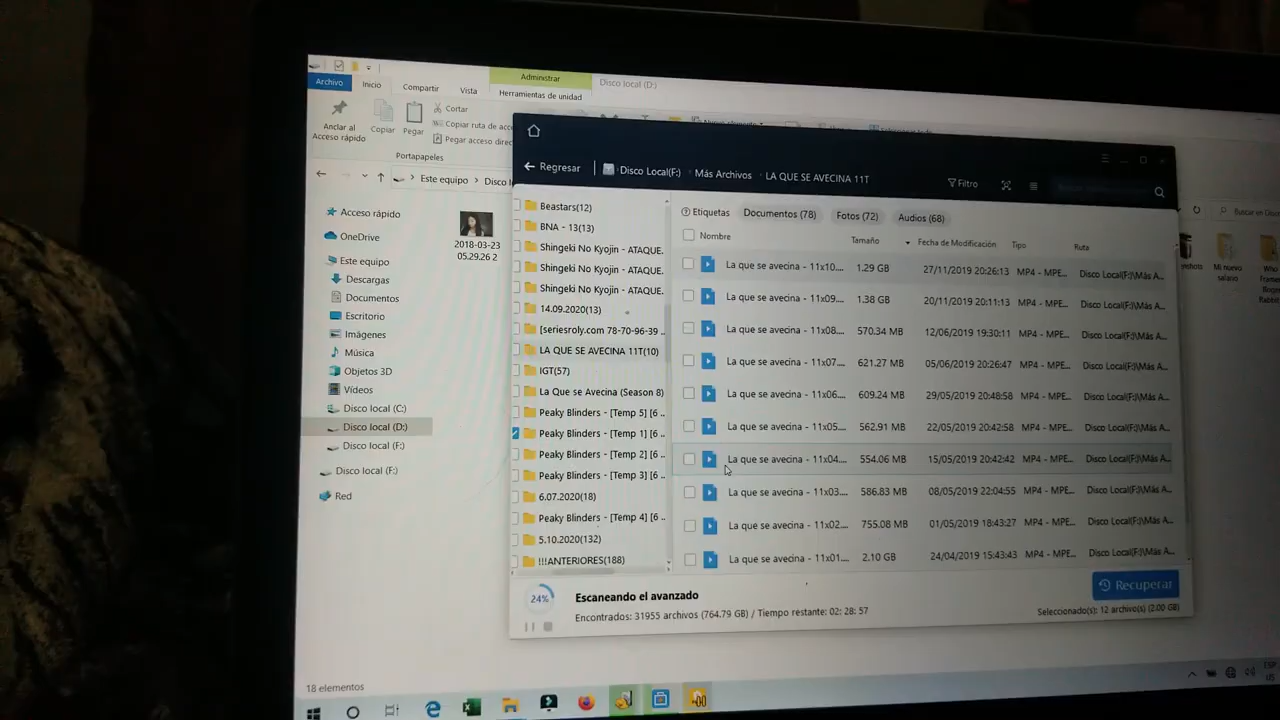 Administrar
Disco local (D:)
Archivo
Inicio
Compartir
Vista
Herramientas de unidad
Anclar al
Acceso rápido
Copiar
Pegar
Cortar
Copiar ruta de acc
Pegar acceso direc
Portapapeles
Este equipo
Disco l
Acceso rápido
OneDrive
Este equipo
Descargas
Documentos
Escritorio
Imágenes
Música
Objetos 3D
Vídeos
Disco local (C:)
Disco local (D:)
Disco local (F:)
Disco local (F:)
Red
18 elementos
2018-03-23
05.29.26 2
Regresar
Disco Local(F:)
Más Archivos
LA QUE SE AVECINA 11T
Filtro
Beastars(12)
BNA - 13(13)
Shingeki No Kyojin - ATAQUE.
Shingeki No Kyojin - ATAQUE.
Shingeki No Kyojin - ATAQUE.
14.09.2020(13)
[seriesroly.com 78-70-96-39 ..
LA QUE SE AVECINA 11T(10)
IGT(57)
La Que se Avecina (Season 8)
Peaky Blinders - [Temp 5] [6 ..
Peaky Blinders - [Temp 1] [6 ...
Peaky Blinders - [Temp 2] [6 ..
Peaky Blinders - [Temp 3] [6 ..
6.07.2020(18)
Peaky Blinders - [Temp 4] [6 ..
5.10.2020(132)
!!!ANTERIORES(188)
Etiquetas
Documentos (78)
Fotos (72)
Audios (68)
Nombre
Tamaño
Fecha de Modificación
Tipo
Ruta
La que se avecina - 11x10.... 1.29 GB 27/11/2019 20:26:13 MP4 - MPE... Disco Local(F:)\Más A...
La que se avecina - 11x09.... 1.38 GB 20/11/2019 20:11:13 MP4 - MPE... Disco Local(F:)\Más A...
La que se avecina - 11x08.... 570.34 MB 12/06/2019 19:30:11 MP4 - MPE... Disco Local(F:)\Más A...
La que se avecina - 11x07.... 621.27 MB 05/06/2019 20:26:47 MP4 - MPE... Disco Local(F:)\Más A...
La que se avecina - 11x06.... 609.24 MB 29/05/2019 20:48:58 MP4 - MPE... Disco Local(F:)\Más A...
La que se avecina - 11x05.... 562.91 MB 22/05/2019 20:42:58 MP4 - MPE... Disco Local(F:)\Más A...
La que se avecina - 11x04.... 554.06 MB 15/05/2019 20:42:42 MP4 - MPE... Disco Local(F:)\Más A...
La que se avecina - 11x03.... 586.83 MB 08/05/2019 22:04:55 MP4 - MPE... Disco Local(F:)\Más A...
La que se avecina - 11x02.... 755.08 MB 01/05/2019 18:43:27 MP4 - MPE... Disco Local(F:)\Más A...
La que se avecina - 11x01.... 2.10 GB 24/04/2019 15:43:43 MP4 - MPE... Disco Local(F:)\Más A...
24%
Escaneando el avanzado
Encontrados: 31955 archivos (764.79 GB) / Tiempo restante: 02: 28: 57
Recuperar
Seleccionado(s): 12 archivo(s) (2.00 GB)
Buscar en Disco
Mi nuevo
salario
Who
Roger
ESP